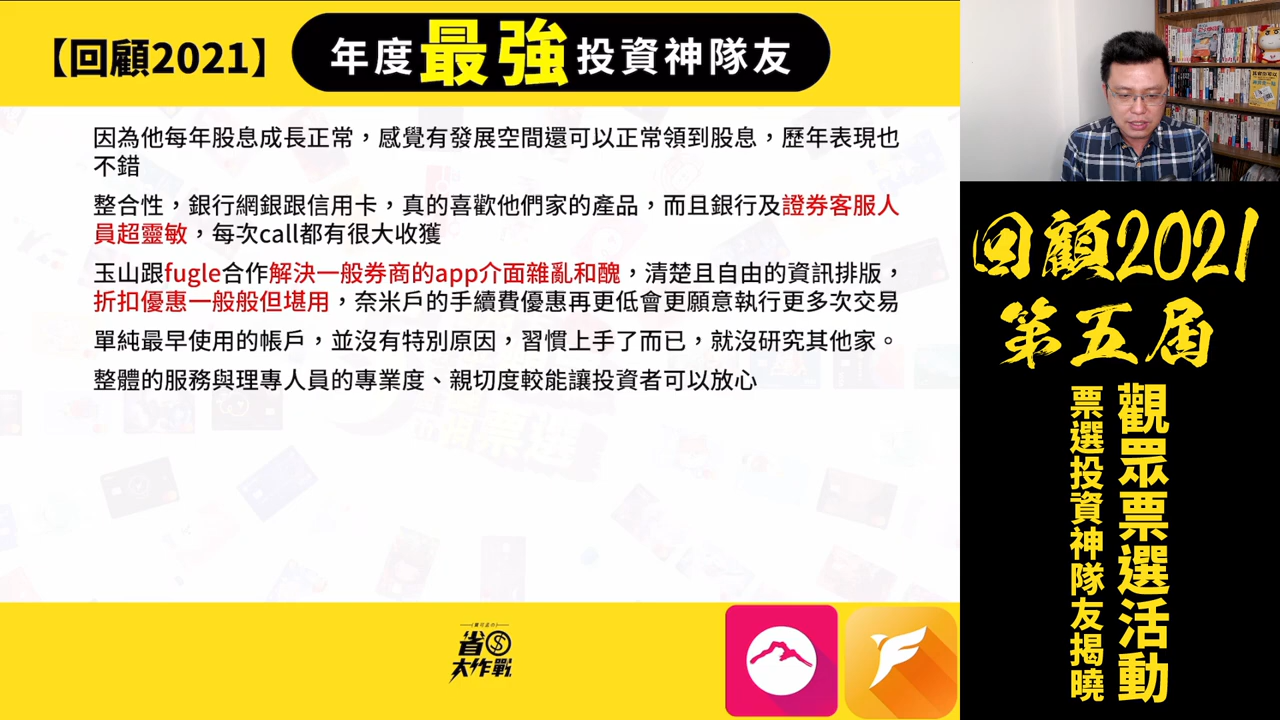 【回顧2021】 年度最強投資神隊友
因為他每年股息成長正常，感覺有發展空間還可以正常領到股息，歷年表現也
不錯
整合性，銀行網銀跟信用卡，真的喜歡他們家的產品，而且銀行及證券客服人
員超靈敏，每次call都有很大收獲
玉山跟fugle合作解決一般券商的app介面雜亂和醜，清楚且自由的資訊排版，
折扣優惠一般般但堪用，奈米戶的手續費優惠再更低會更願意執行更多次交易
單純最早使用的帳戶，並沒有特別原因，習慣上手了而已，就沒研究其他家。
整體的服務與理專人員的專業度、親切度較能讓投資者可以放心
省$
大作戰
回顧2021
第五屆
觀眾票選活動
票選投資神隊友揭曉